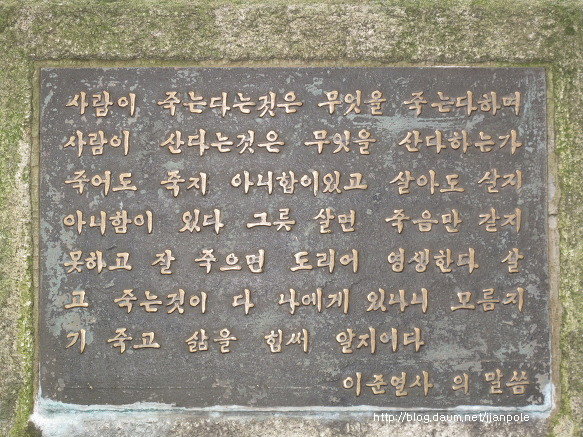 사람이 죽는다는것은 무엇을 죽는다하며
사람이 산다는것은 무엇을 산다하는가
죽어도 죽지 아니함이있고 살아도 살지
아니함이 있다 그릇 살면 죽음만 같지
못하고 잘 죽으면 도리어 영생한다 살
고 죽는것이 다 나에게 있나니 모름지
기 죽고 삶을 힘써 알지어다
이준열사 의 말씀
http://blog.daum.net/jjanpole